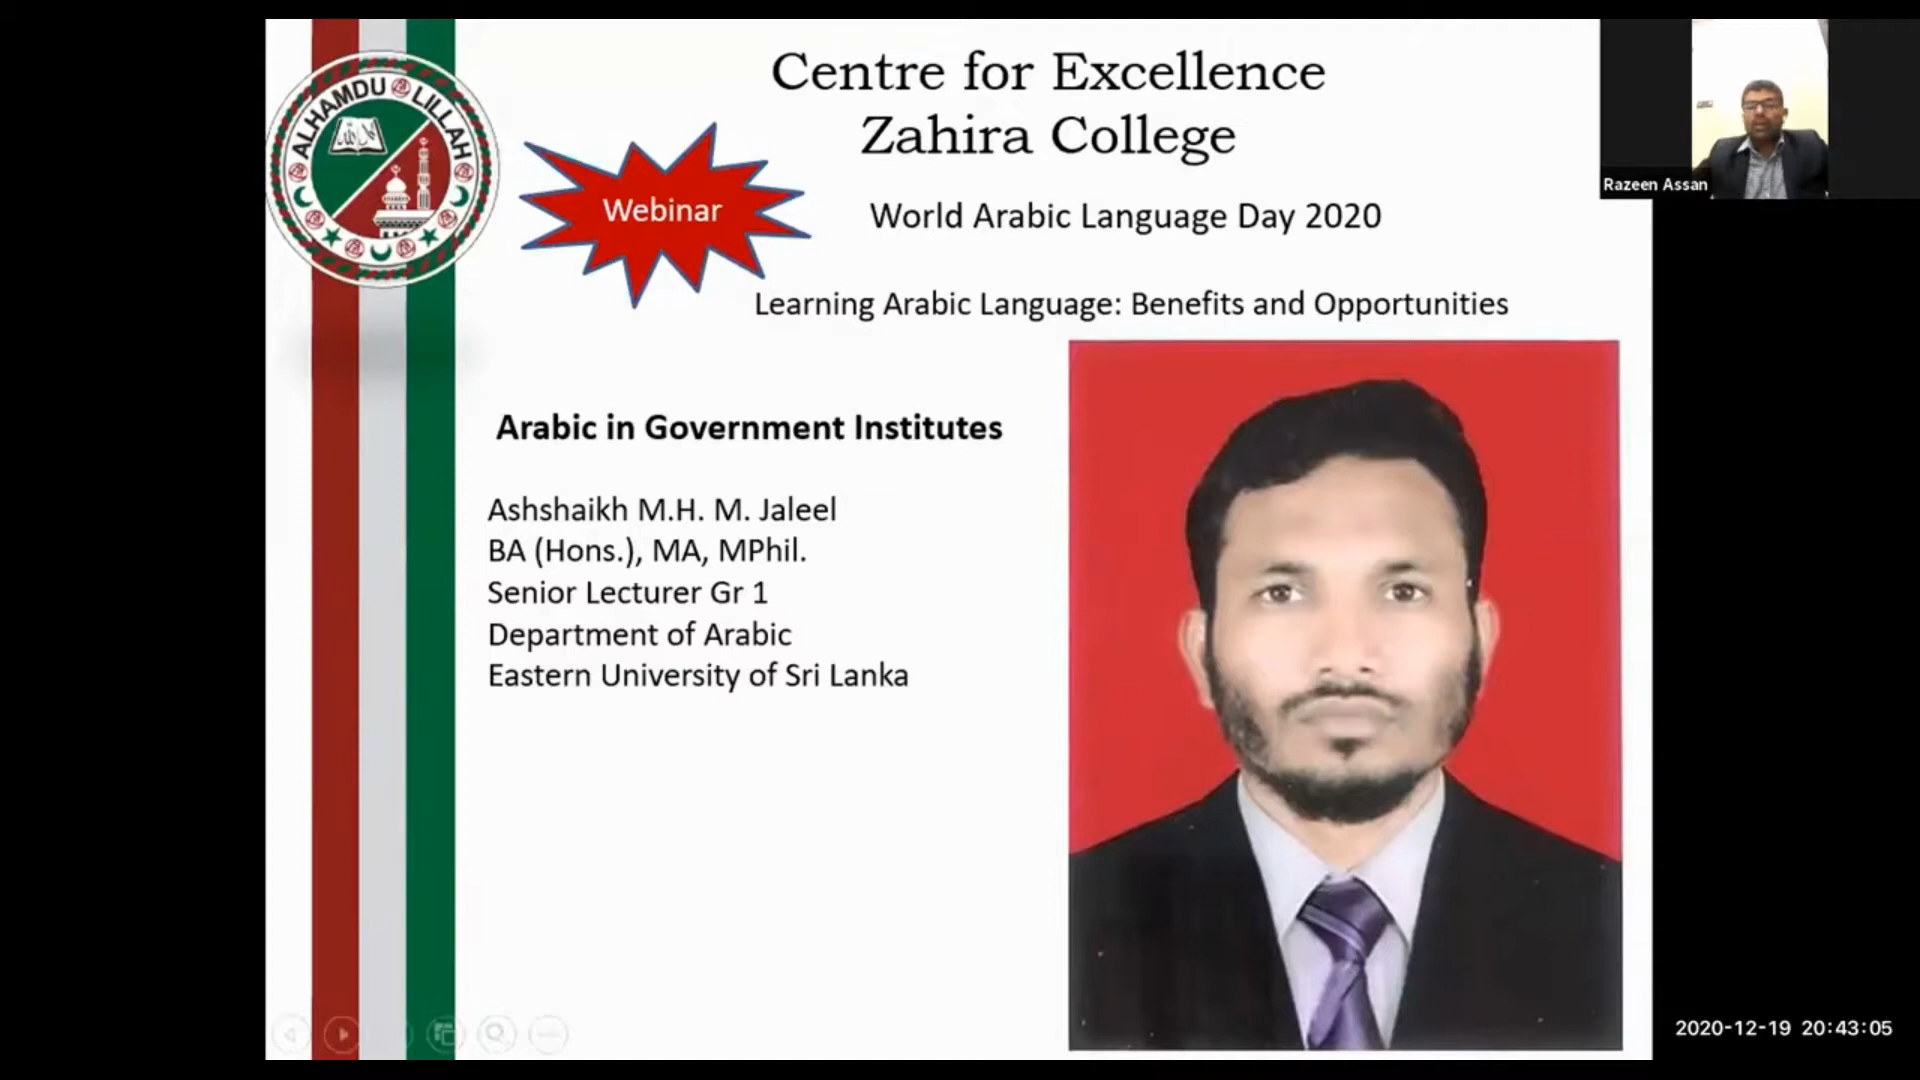 ALHAMDU LILLAH
Centre for Excellence
Zahira College
Webinar
World Arabic Language Day 2020
Learning Arabic Language: Benefits and Opportunities
Arabic in Government Institutes
Ashshaikh M.H. M. Jaleel
BA (Hons.), MA, MPhil.
Senior Lecturer Gr 1
Department of Arabic
Eastern University of Sri Lanka
Razeen Assan
2020-12-19 20:43:05